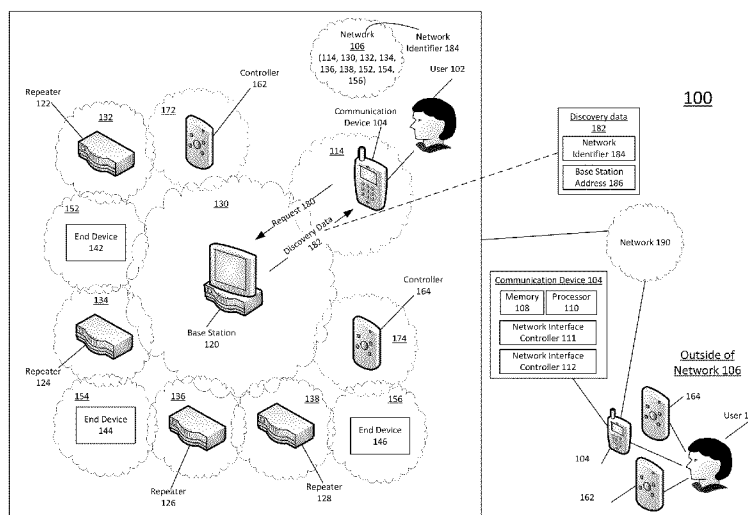 Network
106
(114, 130, 132, 134,
136, 138, 152, 154,
156)
Network
Identifier 184
User 102
Communication
Device 104
Repeater
122
132
172
Controller
162
100
Discovery data
182
Network
Identifier 184
Base Station
Address 186
114
130
Request 180
Discovery Data
182
152
End Device
142
Network 190
Controller
164
174
Base Station
120
134
Repeater
124
Communication Device 104
Memory
108
Processor
110
Network Interface
Controller 111
Network Interface
Controller 112
Outside of
Network 106
164
User 1
104
162
154
End Device
144
136
138
156
End Device
146
Repeater
126
Repeater
128